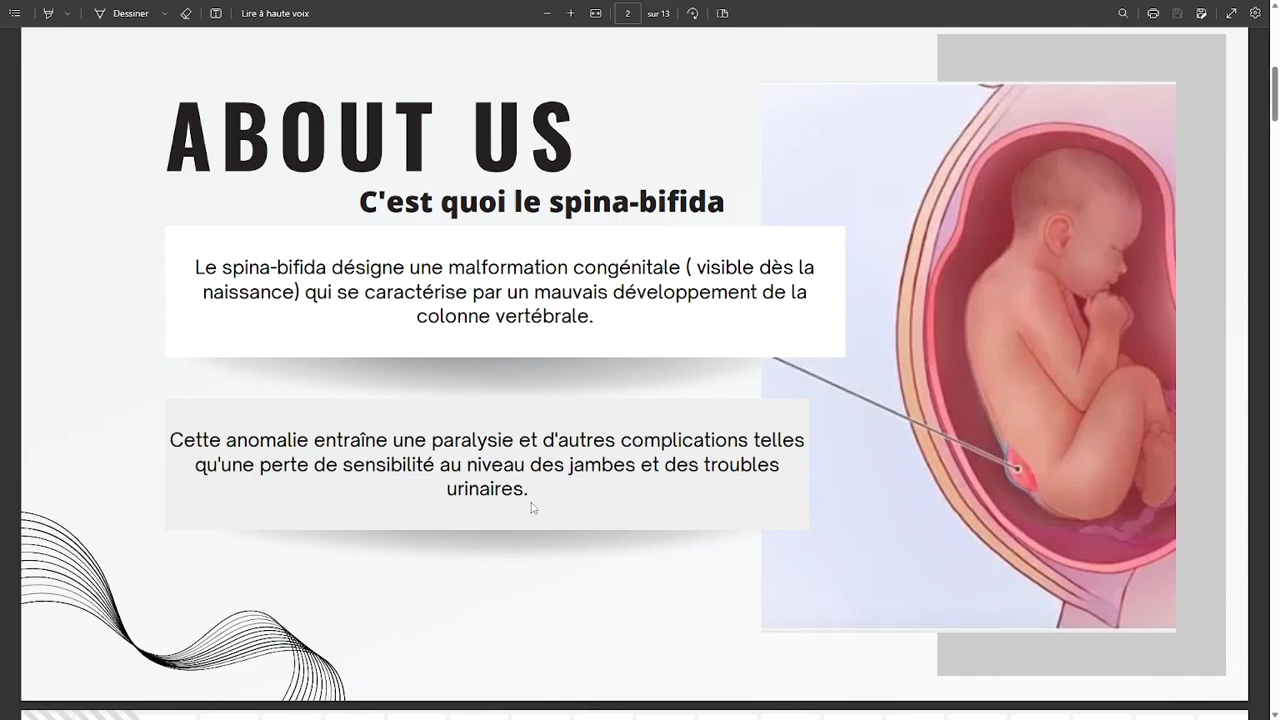 Dessiner
Lire à haute voix
2
sur 13
ABOUT US
C'est quoi le spina-bifida
Le spina-bifida désigne une malformation congénitale ( visible dès la
naissance) qui se caractérise par un mauvais développement de la
colonne vertébrale.
Cette anomalie entraîne une paralysie et d'autres complications telles
qu'une perte de sensibilité au niveau des jambes et des troubles
urinaires.